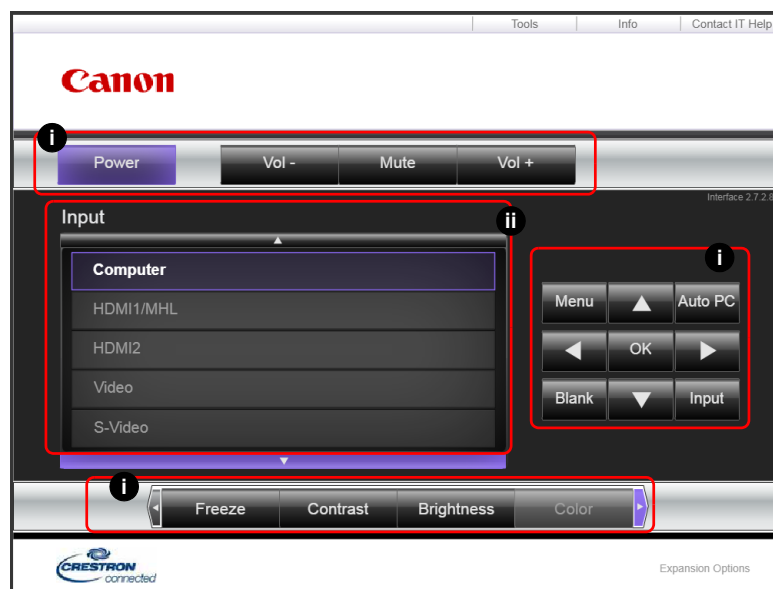 Tools Info Contact IT Help
Canon
i
Power Vol - Mute Vol +
Interface 2.7.2.8
Input
ii
Computer
HDMI1/MHL
HDMI2
Video
S-Video
i
Menu Auto PC
OK
Blank Input
i
Freeze Contrast Brightness Color
CRESTRON
connected
Expansion Options